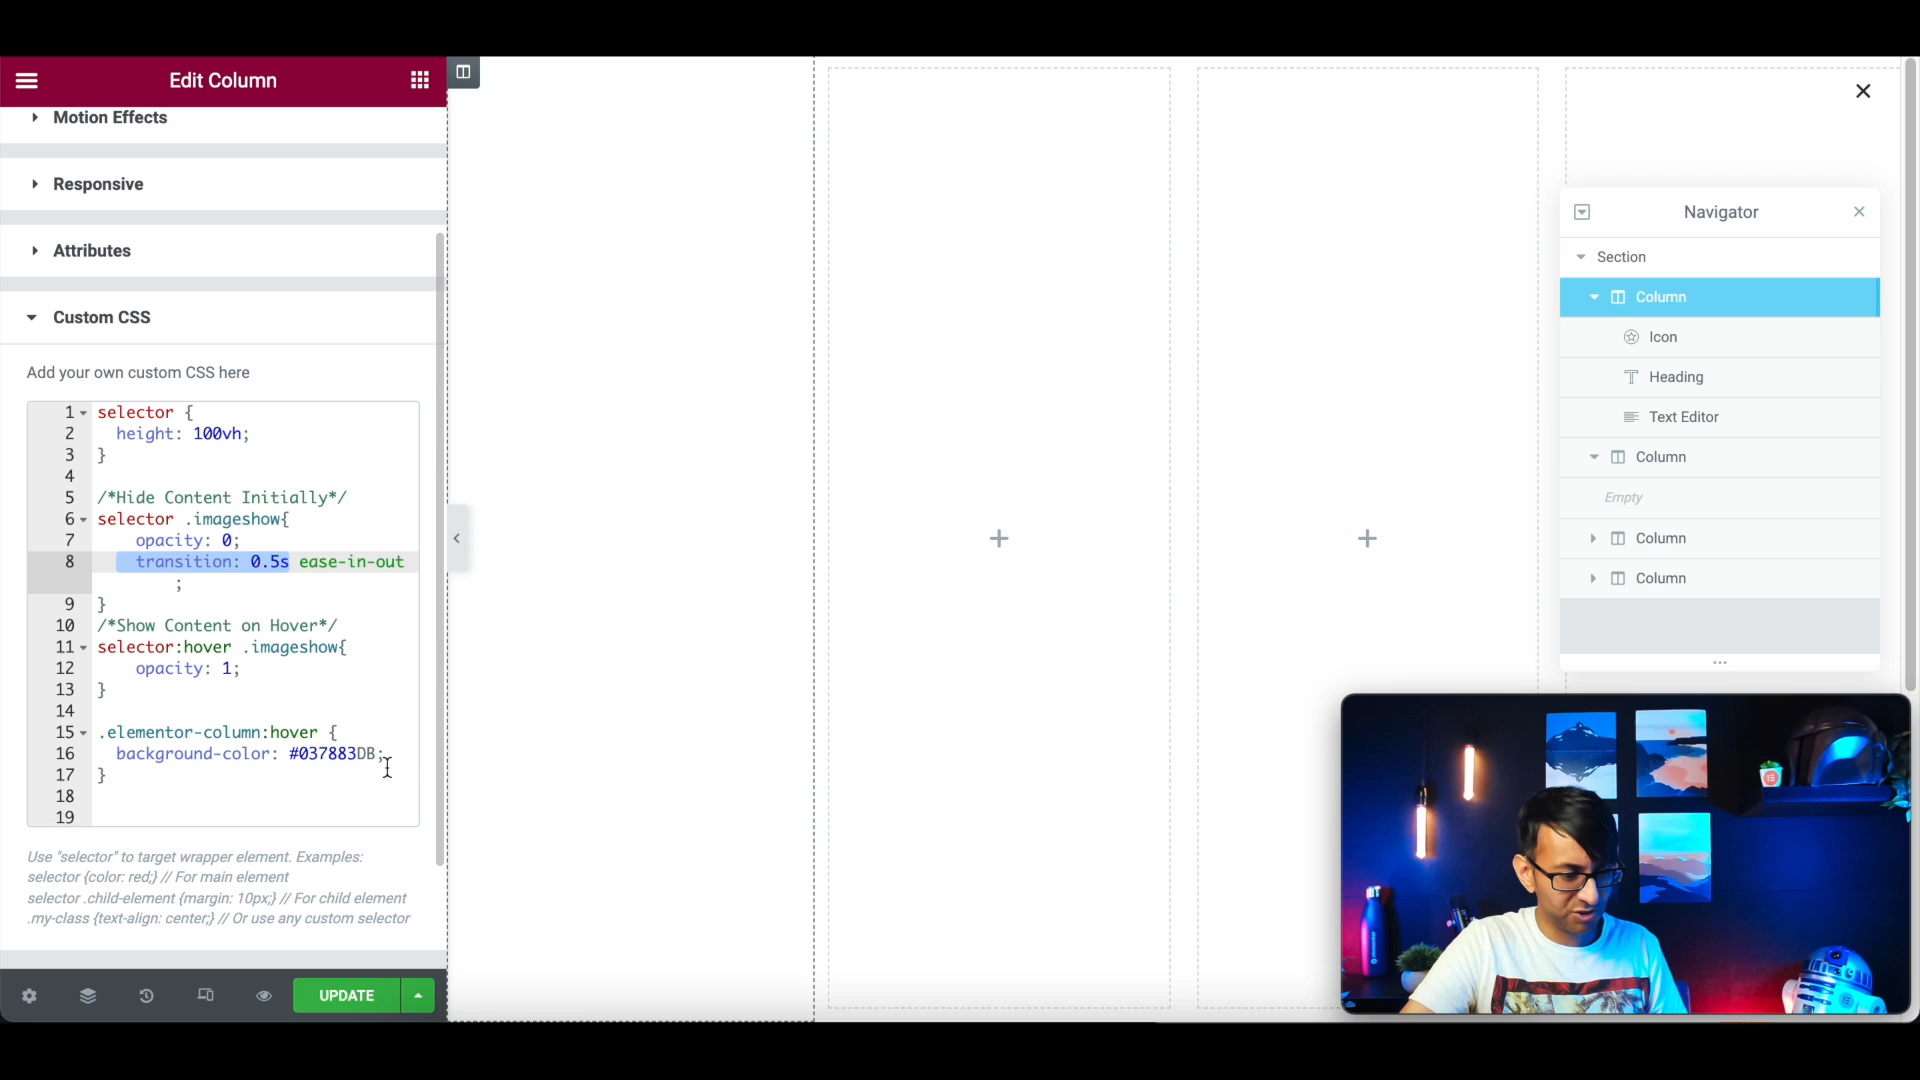 Edit Column
Motion Effects
Responsive
Attributes
Custom CSS
Add your own custom CSS here
1 selector {
2 height: 100vh;
3 }
4
5 /*Hide Content Initially*/
6 selector .imageshow{
7 opacity: 0;
8 transition: 0.5s ease-in-out
;
9 }
10 /*Show Content on Hover*/
11 selector:hover .imageshow{
12 opacity: 1;
13 }
14
15 .elementor-column:hover {
16 background-color: #037883DB;
17 }
18
19
Use "selector" to target wrapper element. Examples:
selector {color: red;} // For main element
selector .child-element {margin: 10px;} // For child element
.my-class {text-align: center;} // Or use any custom selector
UPDATE
Navigator
Section
Column
Icon
Heading
Text Editor
Column
Empty
Column
Column